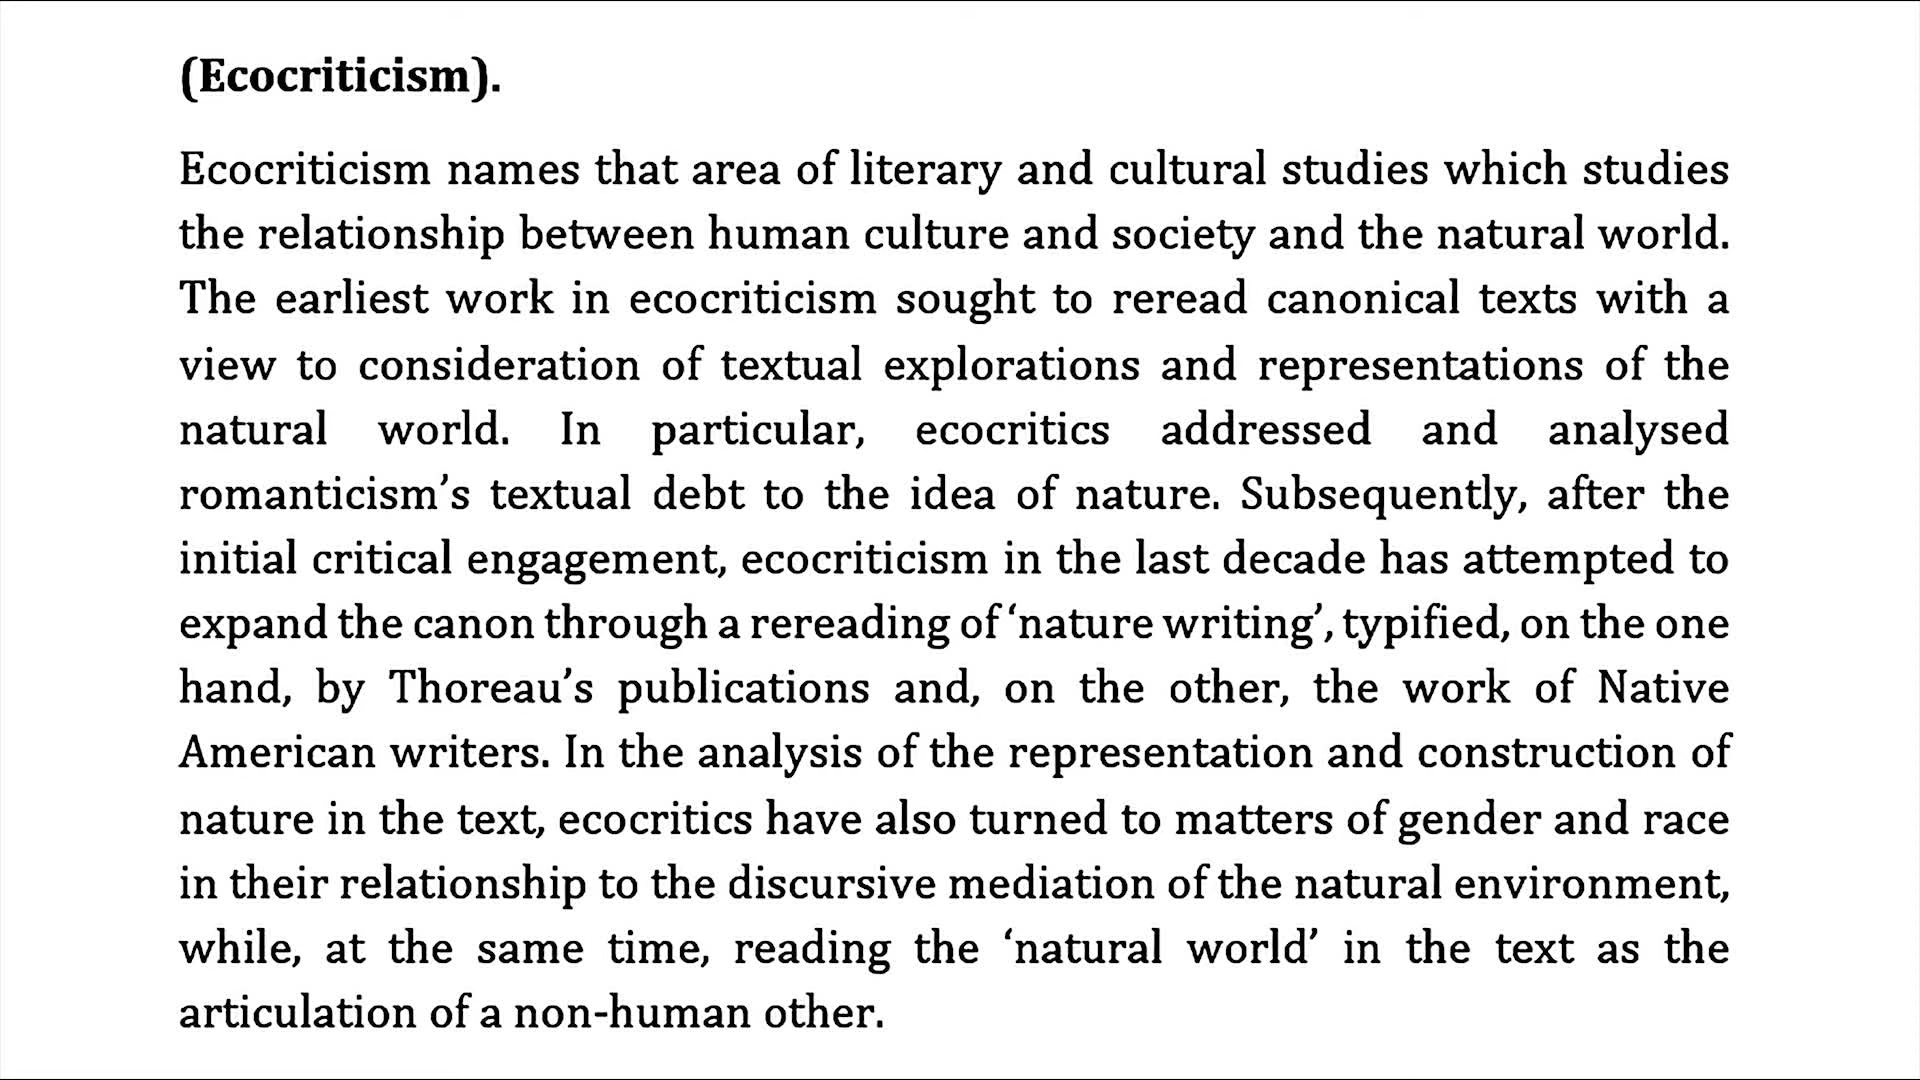 (Ecocriticism).
Ecocriticism names that area of literary and cultural studies which studies
the relationship between human culture and society and the natural world.
The earliest work in ecocriticism sought to reread canonical texts with a
view to consideration of textual explorations and representations of the
natural world. In particular, ecocritics addressed and analysed
romanticism’s textual debt to the idea of nature. Subsequently, after the
initial critical engagement, ecocriticism in the last decade has attempted to
expand the canon through a rereading of ‘nature writing’, typified, on the one
hand, by Thoreau’s publications and, on the other, the work of Native
American writers. In the analysis of the representation and construction of
nature in the text, ecocritics have also turned to matters of gender and race
in their relationship to the discursive mediation of the natural environment,
while, at the same time, reading the ‘natural world’ in the text as the
articulation of a non-human other.